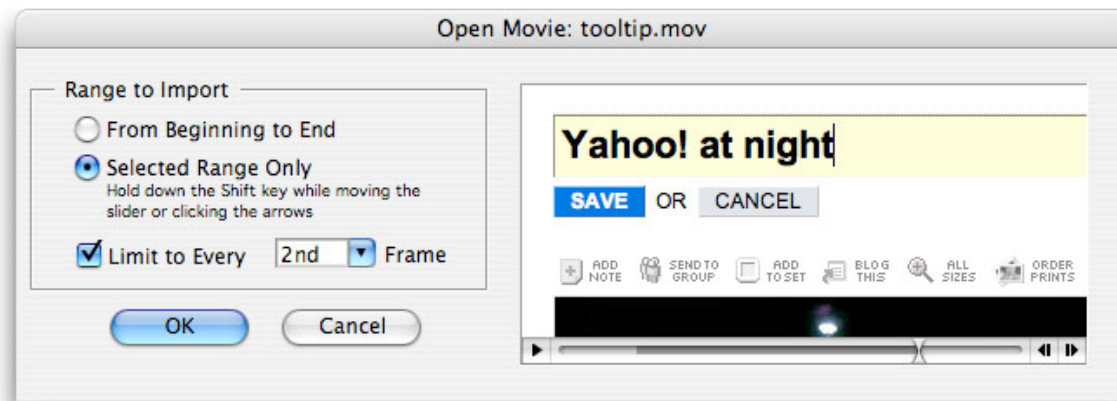 Open Movie: tooltip.mov
Range to Import
From Beginning to End
Selected Range Only
Hold down the Shift key while moving the
slider or clicking the arrows
Limit to Every 2nd Frame
OK Cancel
Yahoo! at night
SAVE OR CANCEL
ADD NOTE SEND TO GROUP ADD TO SET BLOG THIS ALL SIZES ORDER PRINTS